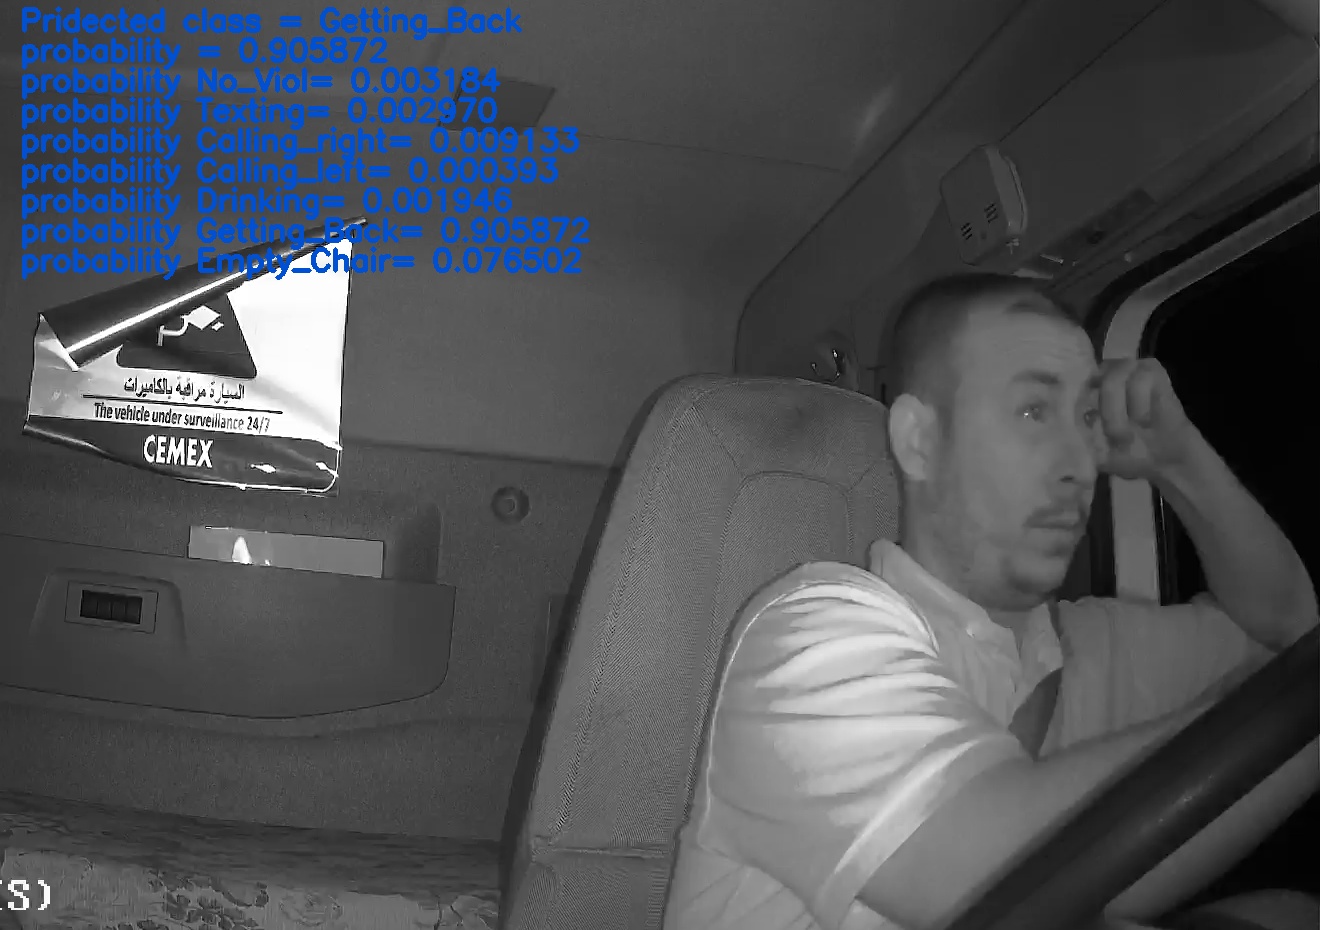 Pridected class = Getting_Back
probability = 0.905872
probability No_Viol= 0.003184
probability Texting= 0.002970
probability Calling_right= 0.009133
probability Calling_left= 0.000393
probability Drinking= 0.001946
probability Getting_Back= 0.905872
probability Empty_Chair= 0.076502
السيارة مراقبة بالكاميرات
The vehicle under surveillance 24/7
CEMEX
S)